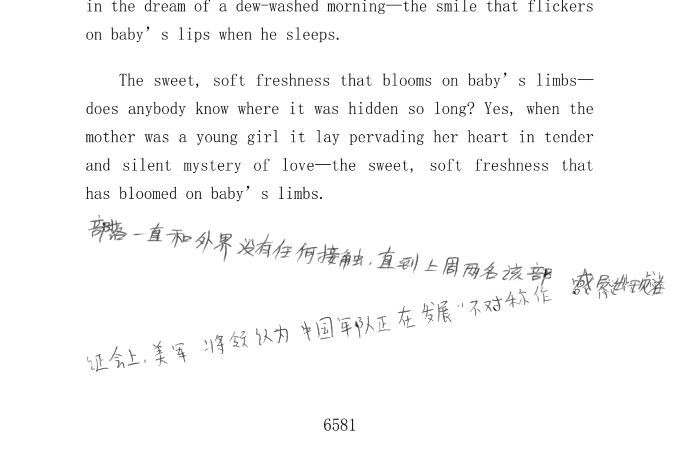 in the dream of a dew-washed morning—the smile that flickers
on baby’s lips when he sleeps.
The sweet, soft freshness that blooms on baby’s limbs—
does anybody know where it was hidden so long? Yes, when the
mother was a young girl it lay pervading her heart in tender
and silent mystery of love—the sweet, soft freshness that
has bloomed on baby’s limbs.
部落一直和外界没有任何接触,直到上周两名该部
证会上,美军将领认为中国军队正在发展“不对称作
6581